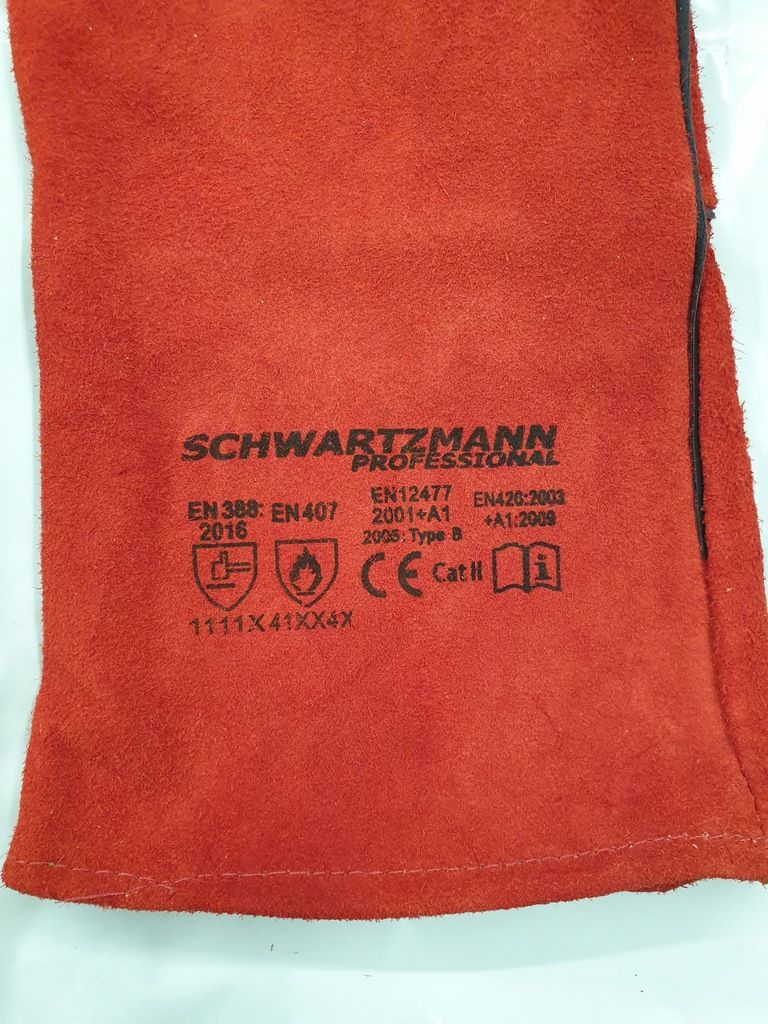 SCHWARTZMANN
PROFESSIONAL
EN 388:
2016
EN 407
EN12477
2001+A1
2005: Type B
EN420:2003
+A1:2009
CE Cat II i
1111X 41XX4X